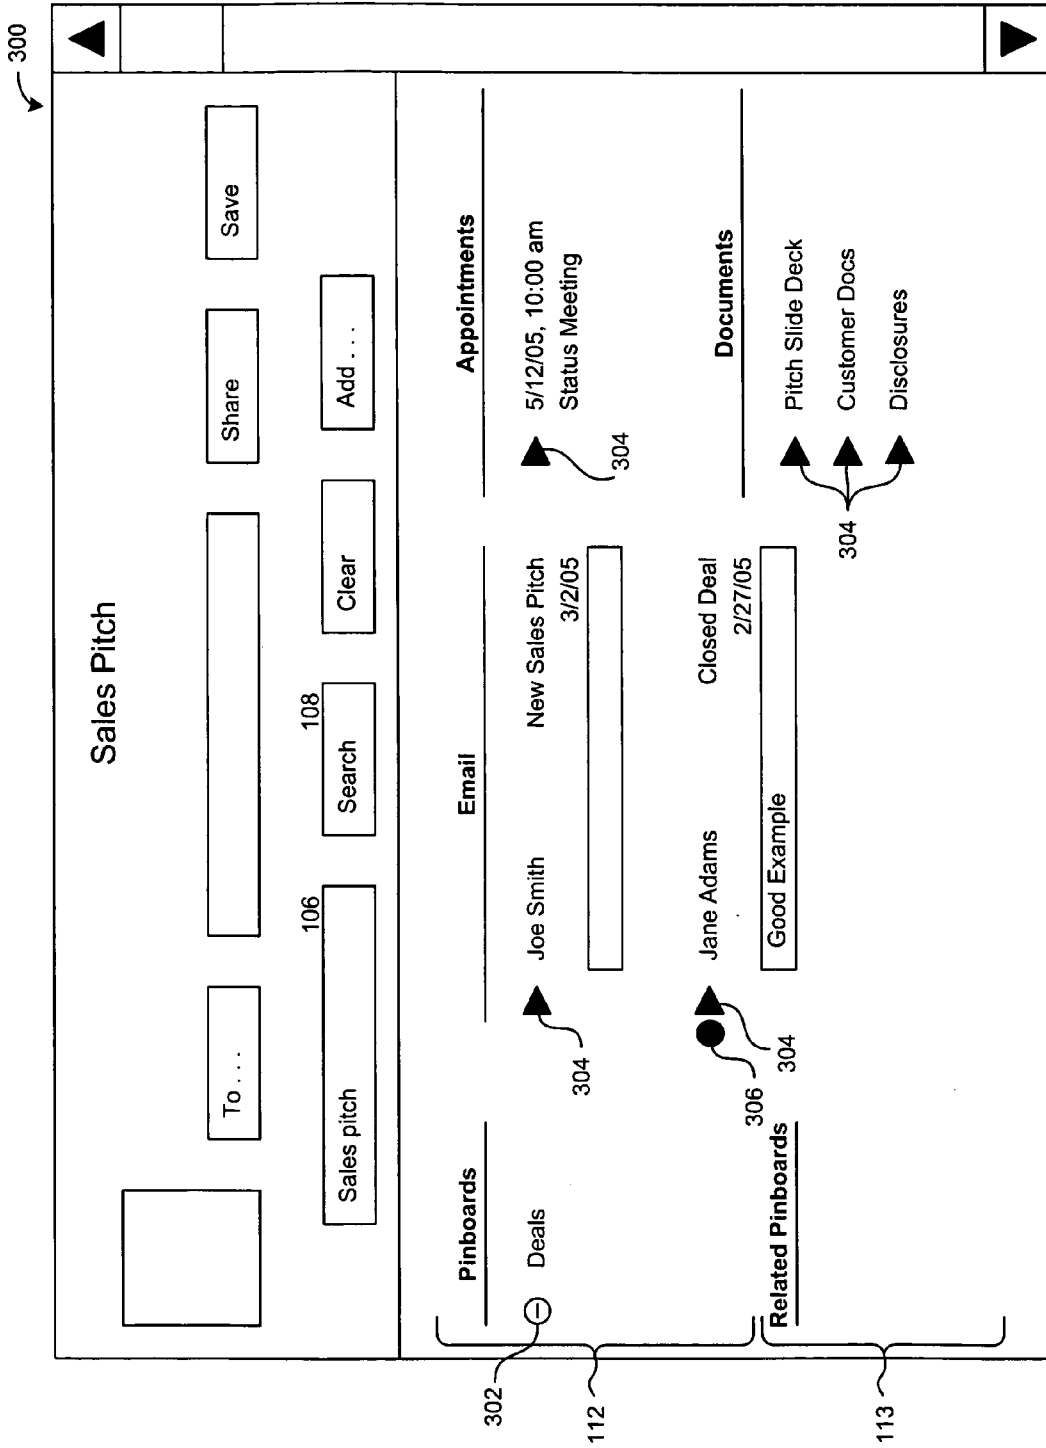 300
Sales Pitch
To . . .
Share
Save
106
108
Sales pitch
Search
Clear
Add . . .
Pinboards
Email
Appointments
302
Deals
304
Joe Smith
New Sales Pitch
3/2/05
5/12/05, 10:00 am
Status Meeting
304
112
306
304
Jane Adams
Closed Deal
2/27/05
Good Example
Documents
Related Pinboards
113
304
Pitch Slide Deck
Customer Docs
Disclosures